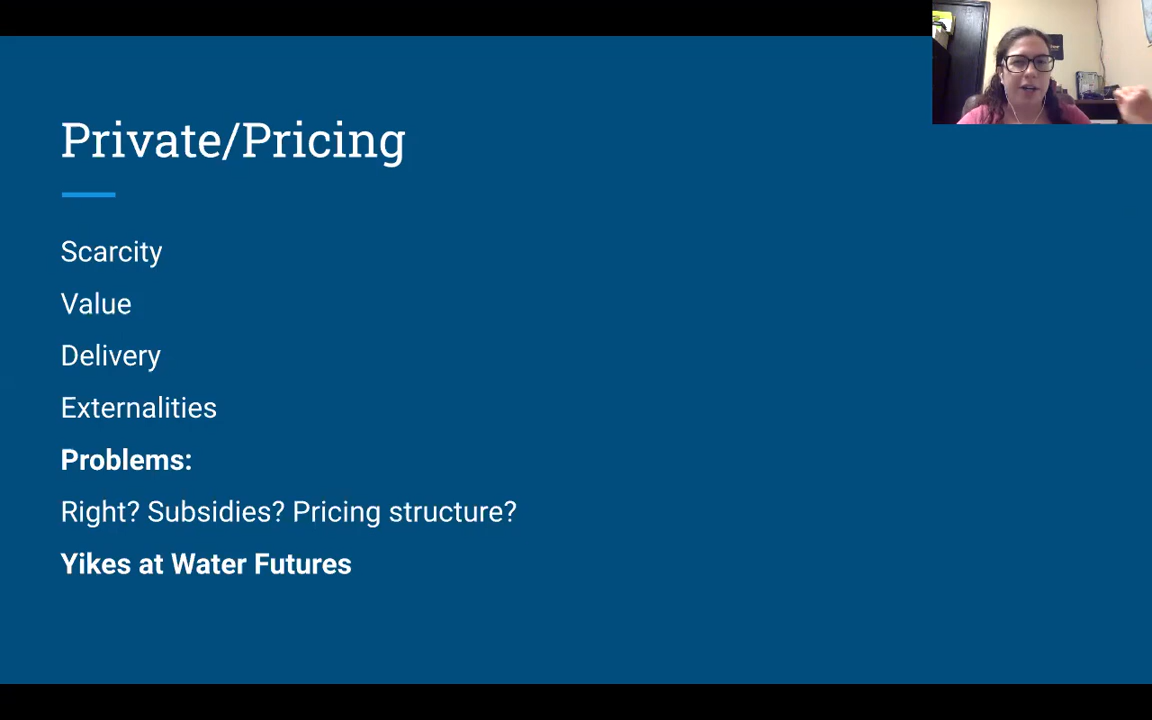 Private/Pricing
Scarcity
Value
Delivery
Externalities
Problems:
Right? Subsidies? Pricing structure?
Yikes at Water Futures